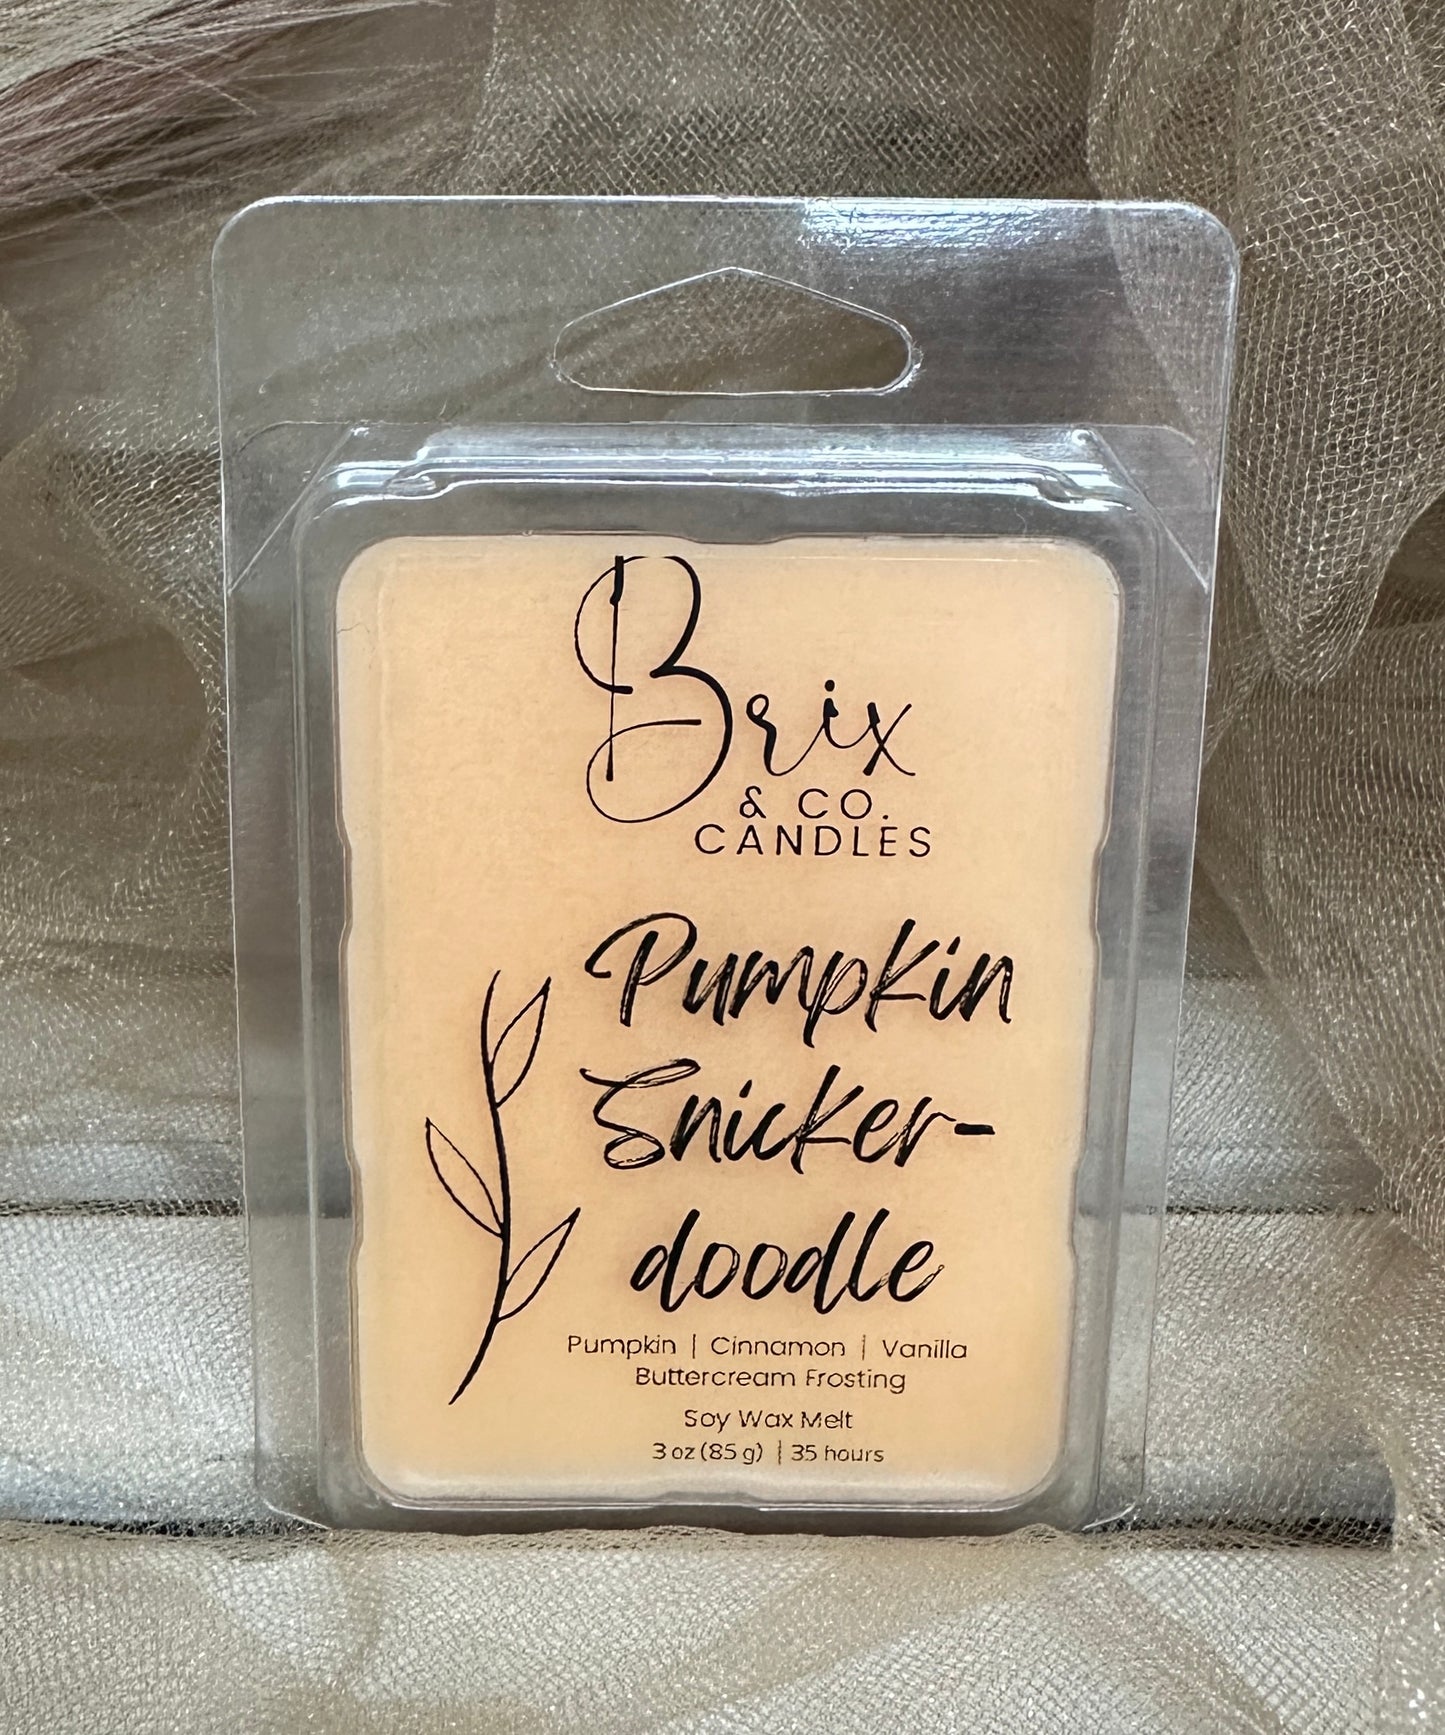 Brix
& CO.
CANDLES
Pumpkin
Snicker-
doodle
Pumpkin | Cinnamon | Vanilla
Buttercream Frosting
Soy Wax Melt
3 oz (85 g) | 35 hours